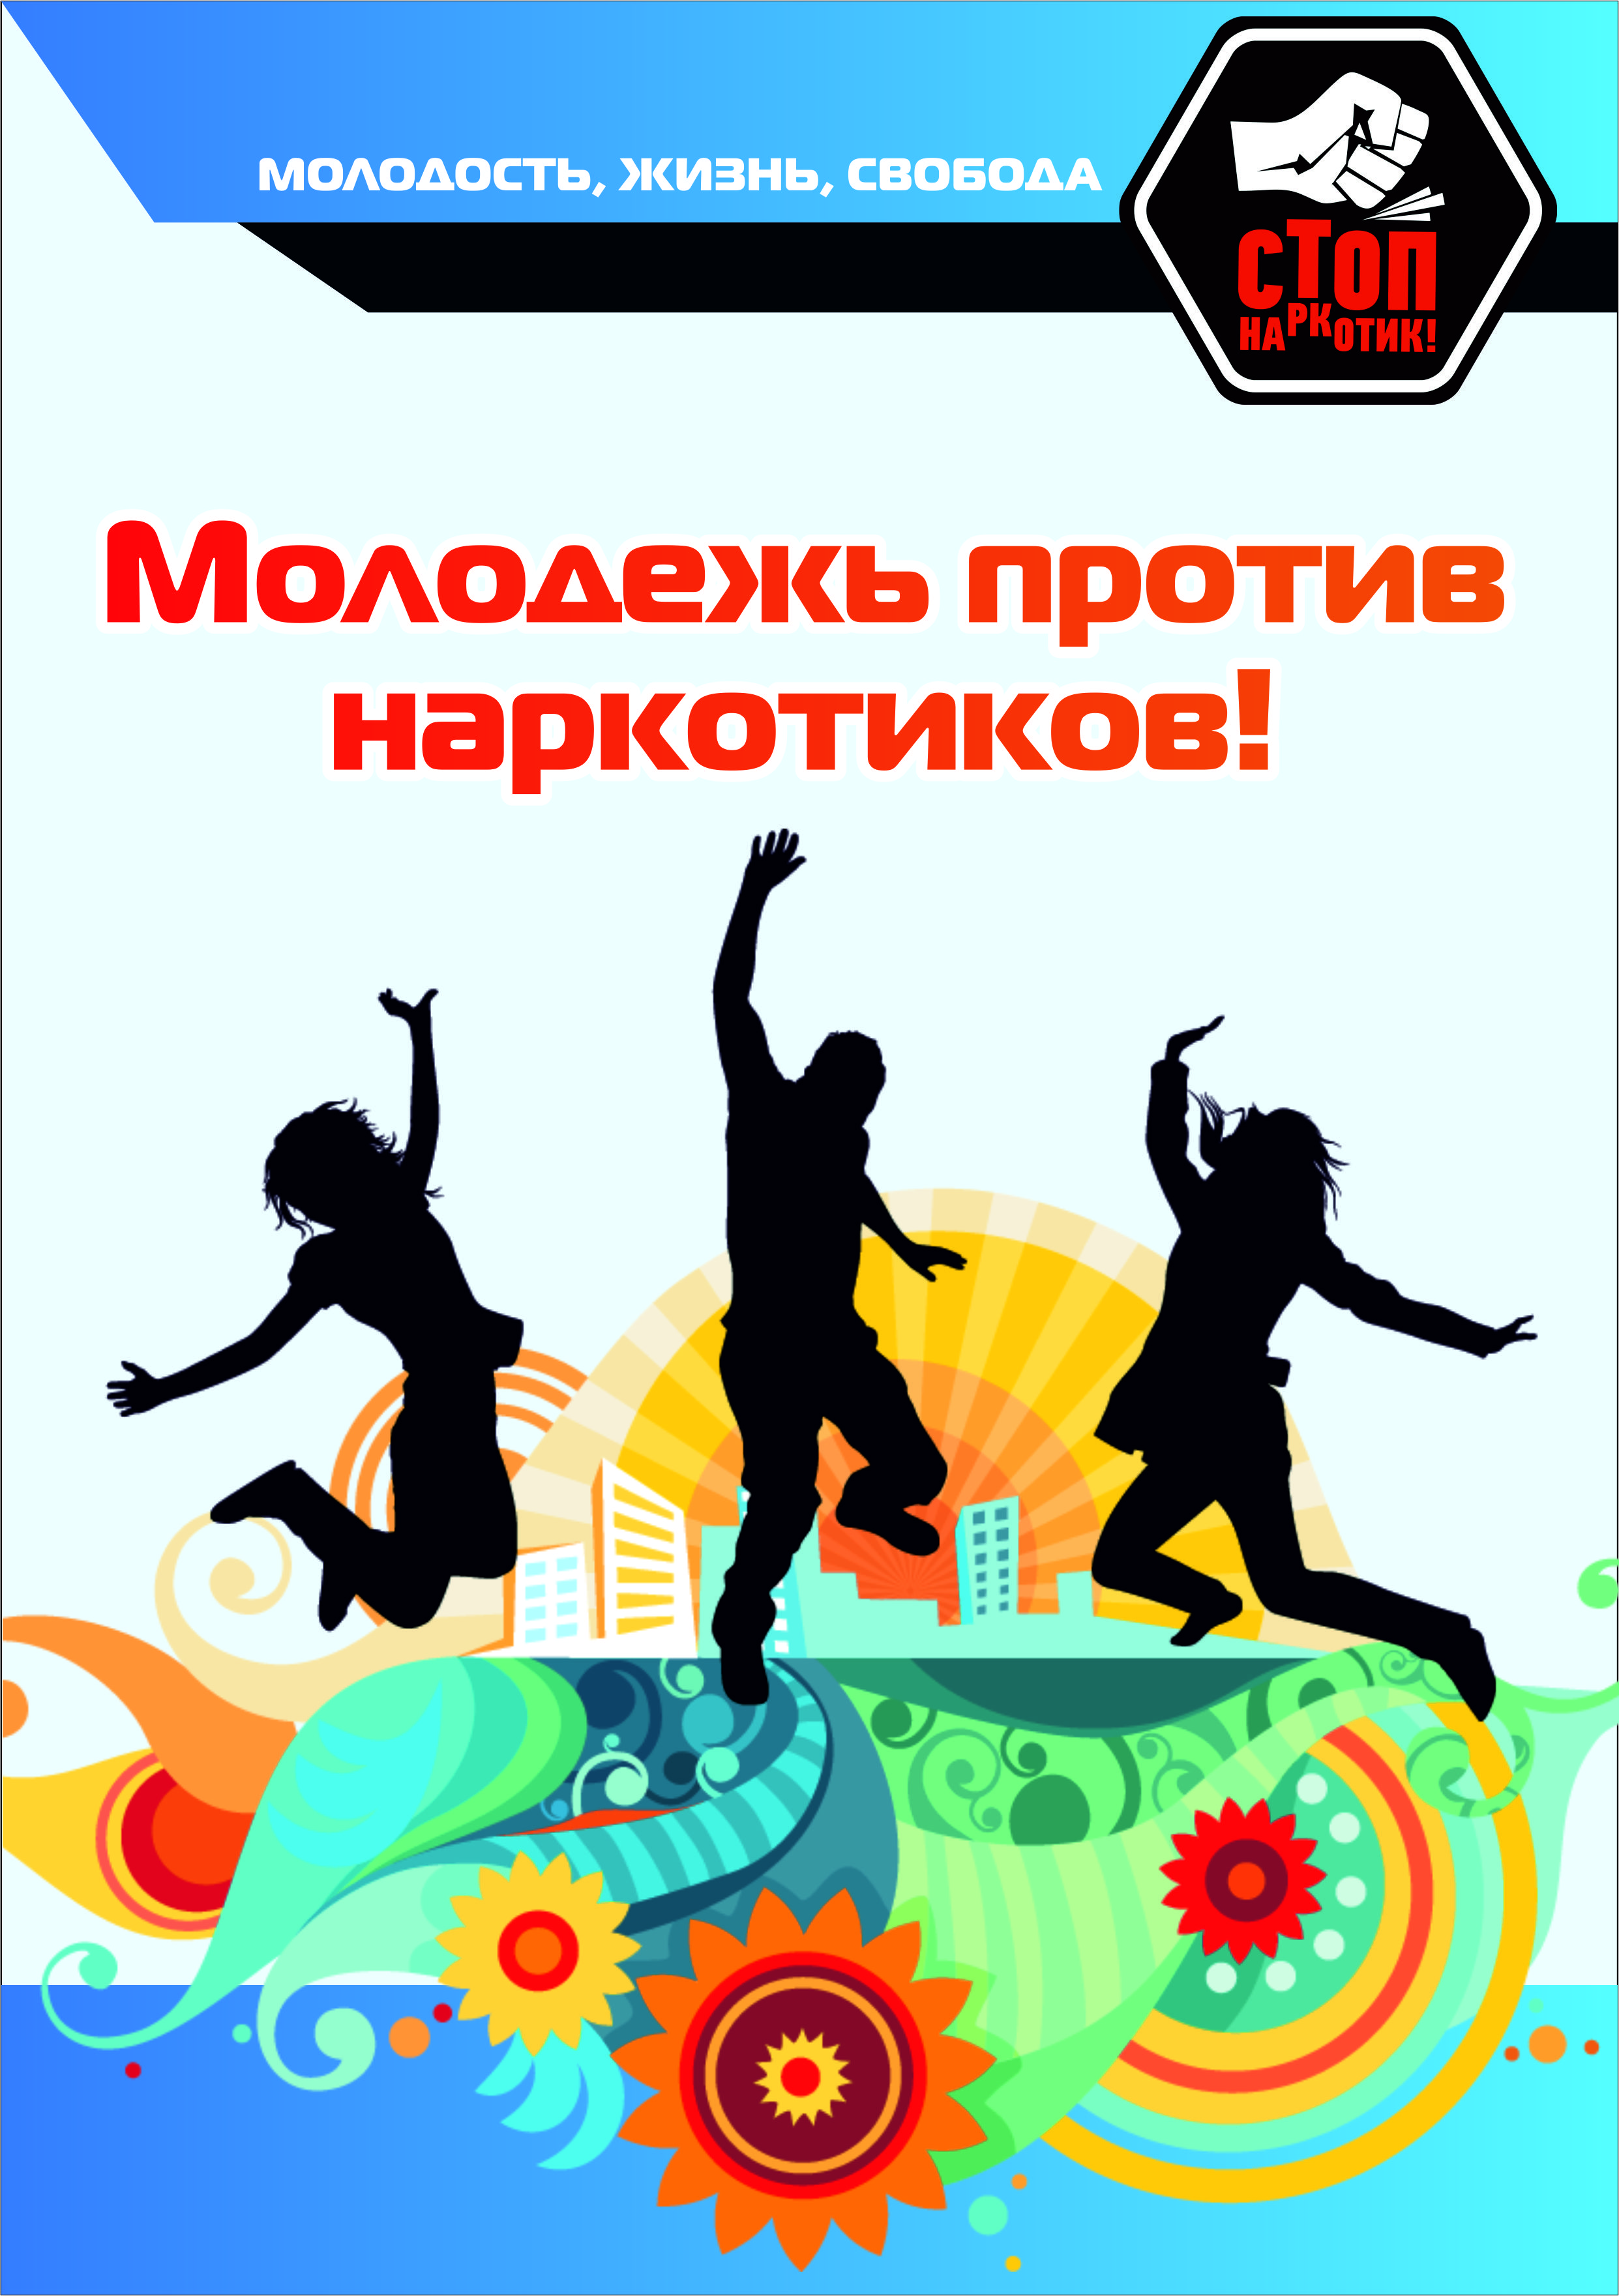 МОЛОДОСТЬ, ЖИЗНЬ, СВОБОДА
СТОП
НАРКОТИК!
Молодежь против
наркотиков!